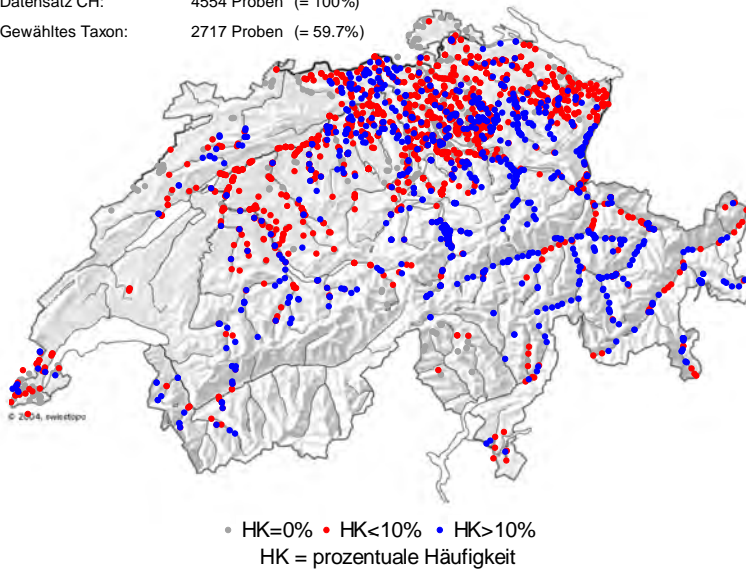 Datensatz CH: 4554 Proben (= 100%)
Gewähltes Taxon: 2717 Proben (= 59.7%)
© 2004, swisstopo
HK=0% HK<10% HK>10%
HK = prozentuale Häufigkeit